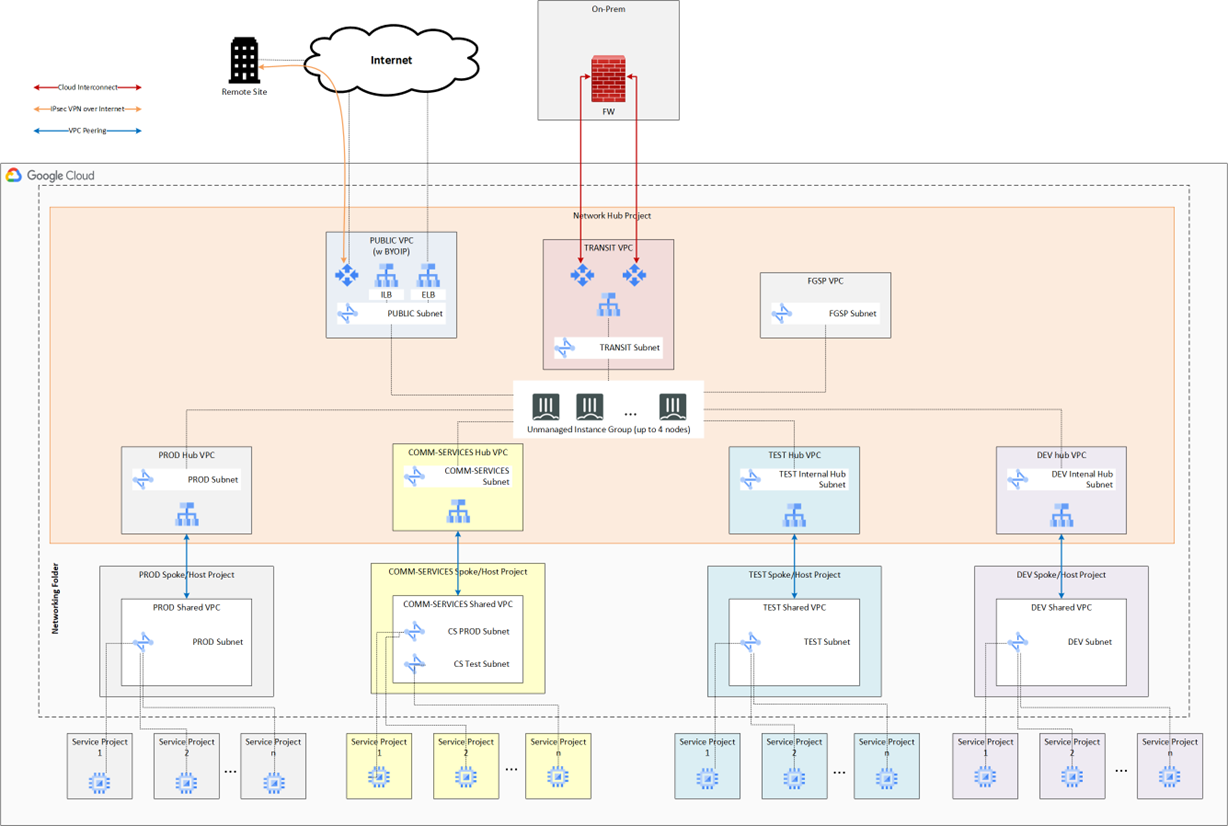 On-Prem
Internet
Remote Site
FW
Cloud Interconnect
IPsec VPN over Internet
VPC Peering
Google Cloud
Network Hub Project
PUBLIC VPC
(w BYOIP)
ILB
ELB
PUBLIC Subnet
TRANSIT VPC
TRANSIT Subnet
FGSP VPC
FGSP Subnet
...
Unmanaged Instance Group (up to 4 nodes)
PROD Hub VPC
PROD Subnet
COMM-SERVICES Hub VPC
COMM-SERVICES
Subnet
TEST Hub VPC
TEST Internal Hub
Subnet
DEV hub VPC
DEV Intenal Hub
Subnet
Networking Folder
PROD Spoke/Host Project
PROD Shared VPC
PROD Subnet
COMM-SERVICES Spoke/Host Project
COMM-SERVICES Shared VPC
CS PROD Subnet
CS Test Subnet
TEST Spoke/Host Project
TEST Shared VPC
TEST Subnet
DEV Spoke/Host Project
DEV Shared VPC
DEV Subnet
Service Project
1
Service Project
2
...
Service Project
n
Service Project
1
Service Project
2
...
Service Project
n
Service Project
1
Service Project
2
...
Service Project
n
Service Project
1
Service Project
2
...
Service Project
n